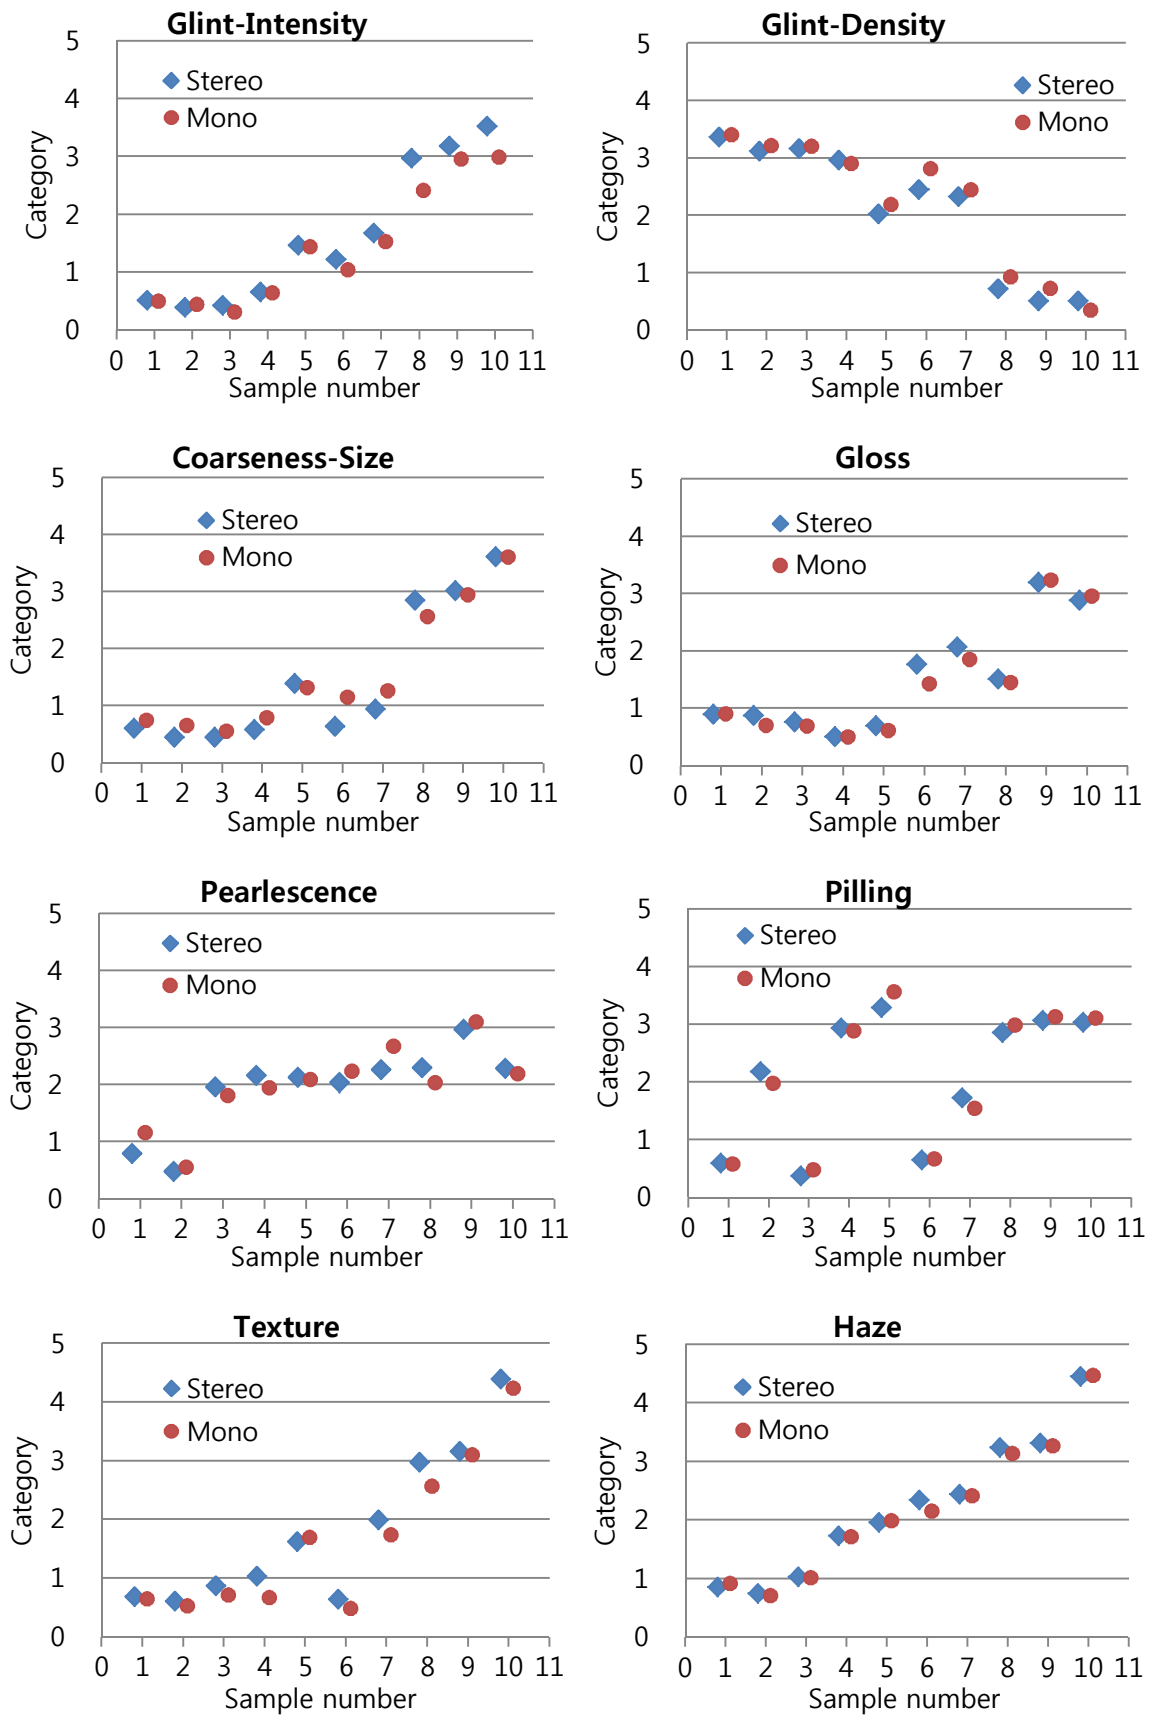 Glint-Intensity
5
4
3
2
1
0
Category
Stereo
Mono
0 1 2 3 4 5 6 7 8 9 10 11
Sample number
Glint-Density
5
4
3
2
1
0
Category
Stereo
Mono
0 1 2 3 4 5 6 7 8 9 10 11
Sample number
Coarseness-Size
5
4
3
2
1
0
Category
Stereo
Mono
0 1 2 3 4 5 6 7 8 9 10 11
Sample number
Gloss
5
4
3
2
1
0
Category
Stereo
Mono
0 1 2 3 4 5 6 7 8 9 10 11
Sample number
Pearlescence
5
4
3
2
1
0
Category
Stereo
Mono
0 1 2 3 4 5 6 7 8 9 10 11
Sample number
Pilling
5
4
3
2
1
0
Category
Stereo
Mono
0 1 2 3 4 5 6 7 8 9 10 11
Sample number
Texture
5
4
3
2
1
0
Category
Stereo
Mono
0 1 2 3 4 5 6 7 8 9 10 11
Sample number
Haze
5
4
3
2
1
0
Category
Stereo
Mono
0 1 2 3 4 5 6 7 8 9 10 11
Sample number